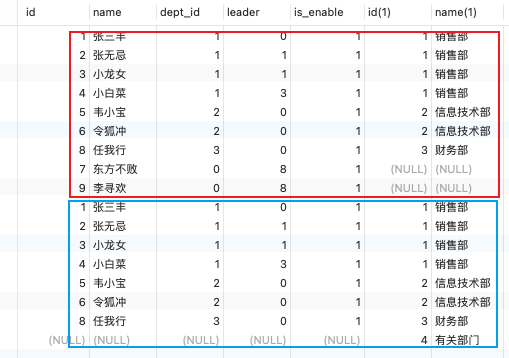 id name dept_id leader is_enable id(1) name(1)
1 张三丰 1 0 1 1 销售部
2 张无忌 1 1 1 1 销售部
3 小龙女 1 1 1 1 销售部
4 小白菜 1 3 1 1 销售部
5 韦小宝 2 0 1 2 信息技术部
6 令狐冲 2 0 1 2 信息技术部
8 任我行 3 0 1 3 财务部
7 东方不败 0 8 1 (NULL) (NULL)
9 李寻欢 0 8 1 (NULL) (NULL)
1 张三丰 1 0 1 1 销售部
2 张无忌 1 1 1 1 销售部
3 小龙女 1 1 1 1 销售部
4 小白菜 1 3 1 1 销售部
5 韦小宝 2 0 1 2 信息技术部
6 令狐冲 2 0 1 2 信息技术部
8 任我行 3 0 1 3 财务部
(NULL) (NULL) (NULL) (NULL) (NULL) 4 有关部门